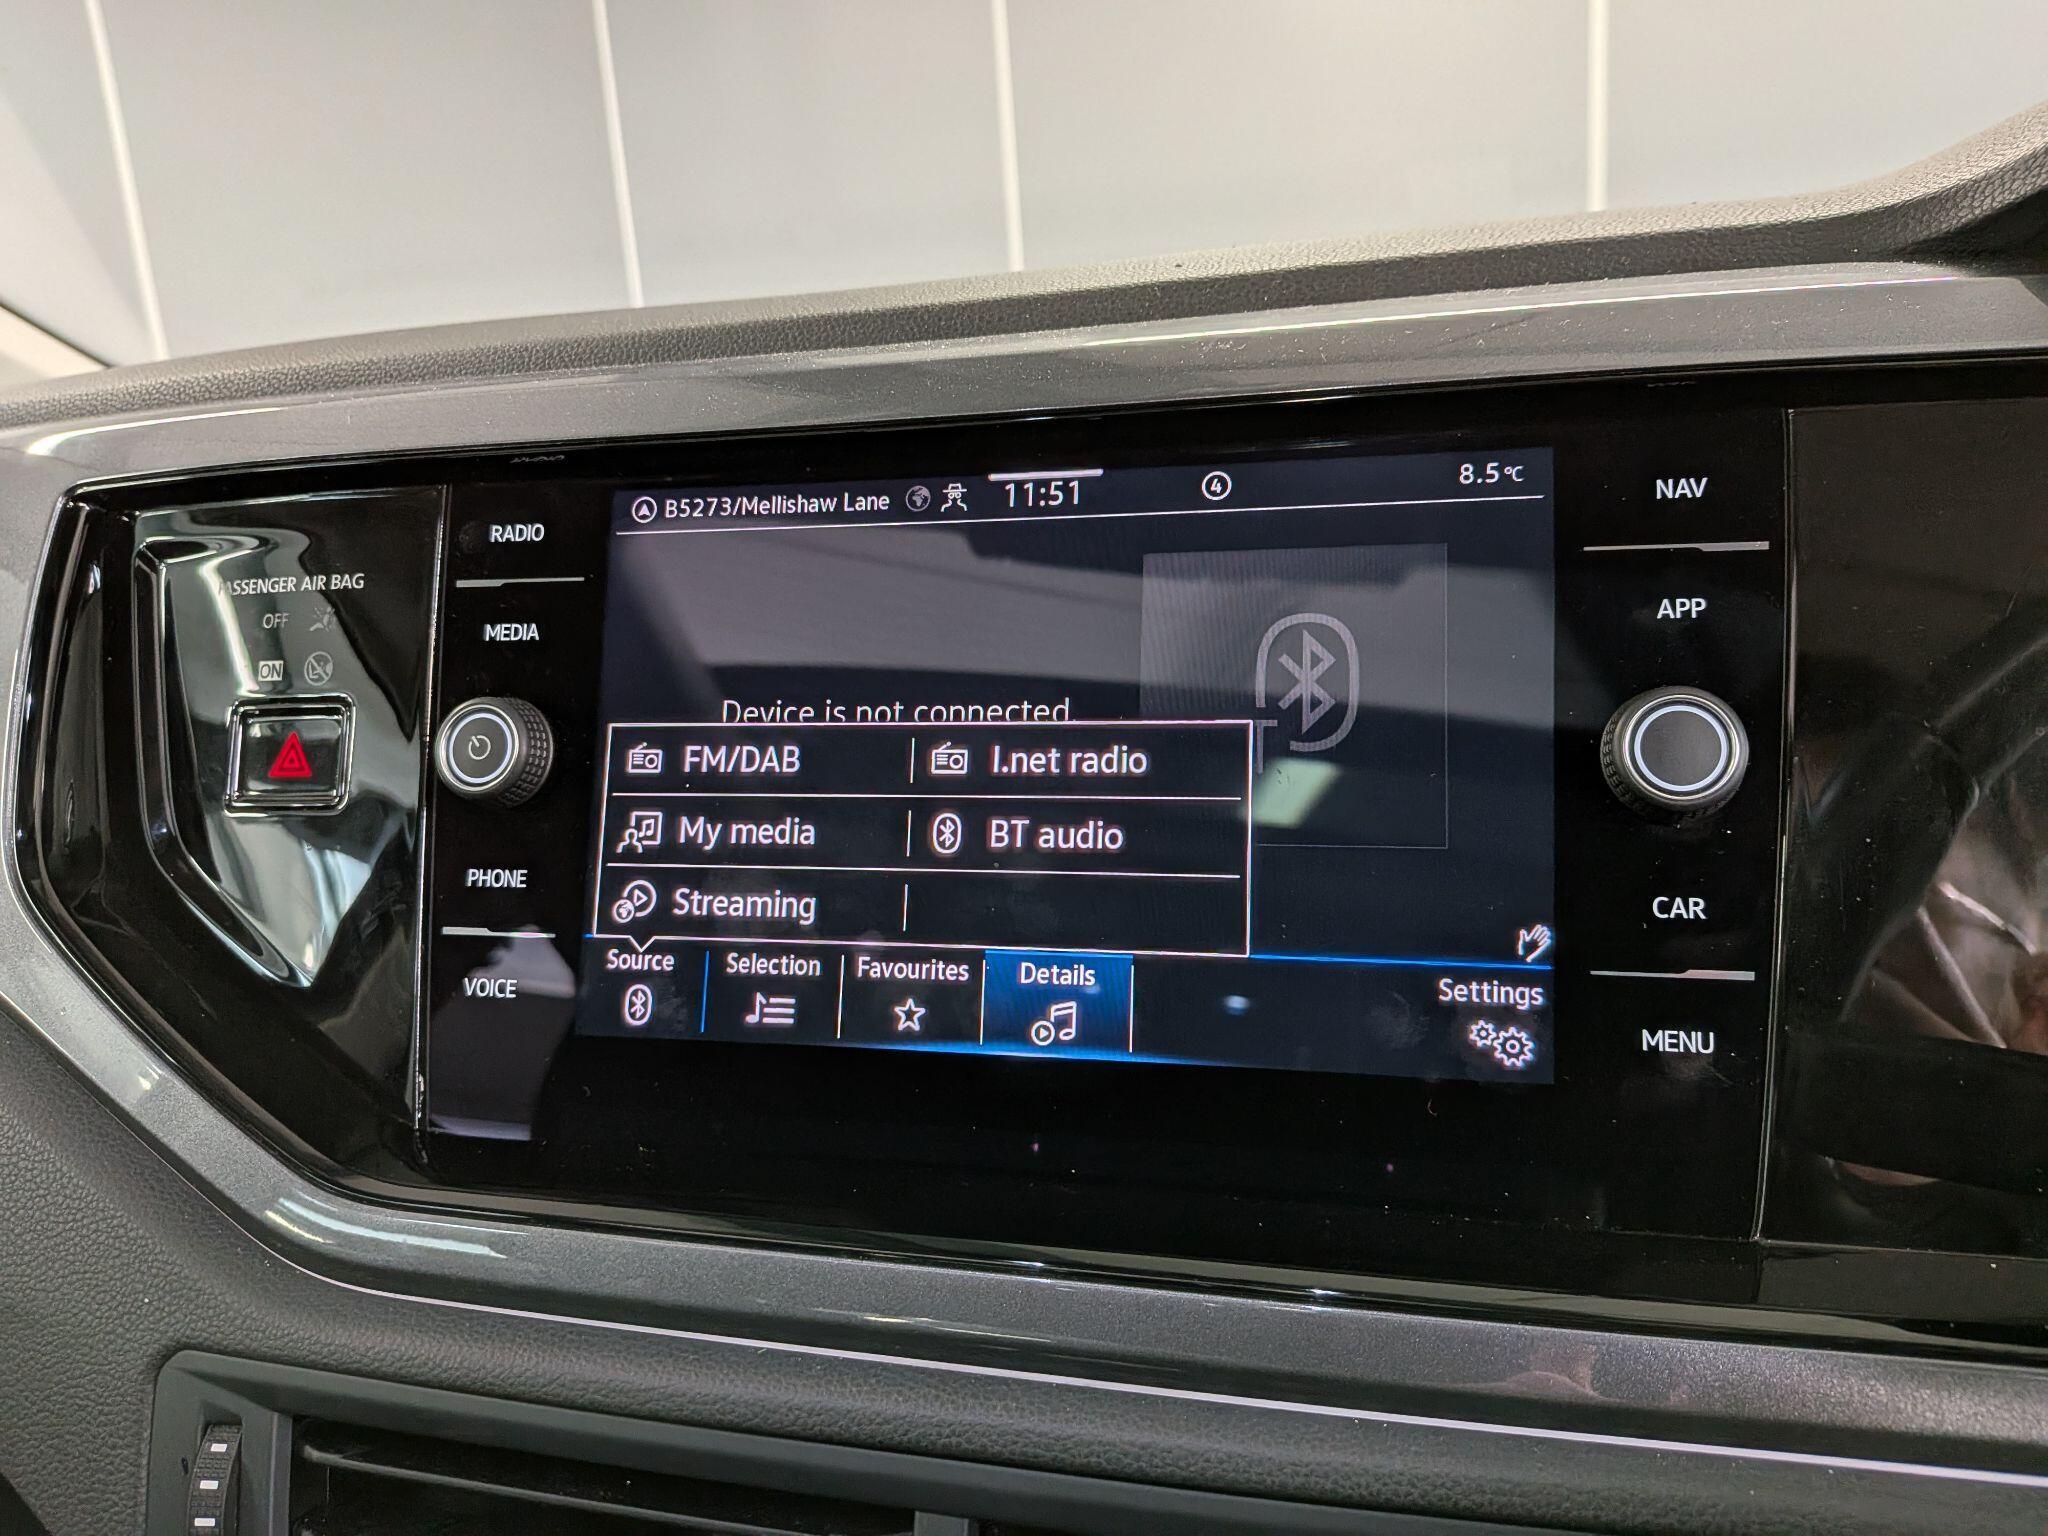 B5273/Mellishaw Lane 11:51 4 8.5°C
NAV
RADIO
APP
MEDIA
PASSENGER AIR BAG
OFF
ON
Device is not connected.
FM/DAB I.net radio
My media BT audio
Streaming
PHONE
CAR
VOICE
MENU
Source Selection Favourites Details Settings